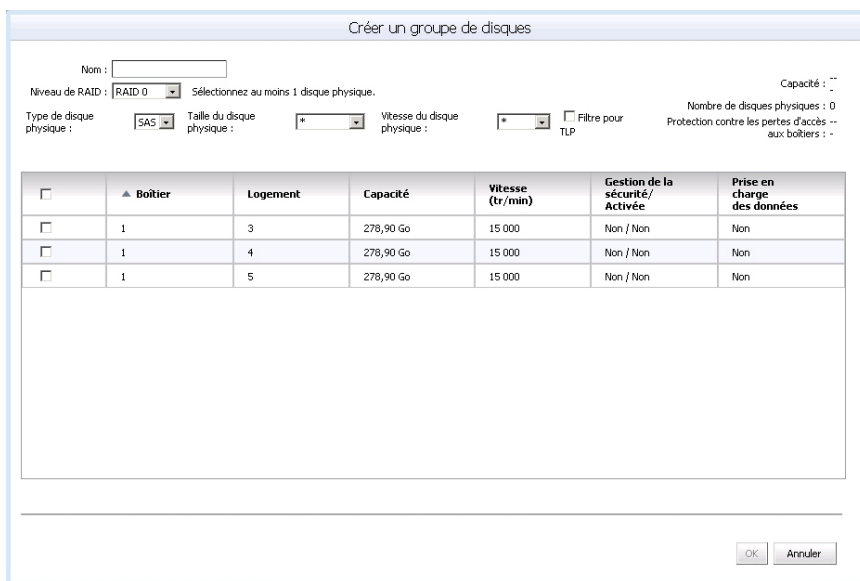 Créer un groupe de disques
Nom :
Niveau de RAID : RAID 0 Sélectionnez au moins 1 disque physique.
Capacité : --
-
Type de disque physique : SAS Taille du disque physique : * Vitesse du disque physique : * Filtre pour TLP
Nombre de disques physiques : 0
Protection contre les pertes d'accès --
aux boîtiers : -
Boîtier Logement Capacité Vitesse (tr/min) Gestion de la sécurité/ Activée Prise en charge des données
1 3 278,90 Go 15 000 Non / Non Non
1 4 278,90 Go 15 000 Non / Non Non
1 5 278,90 Go 15 000 Non / Non Non
OK Annuler